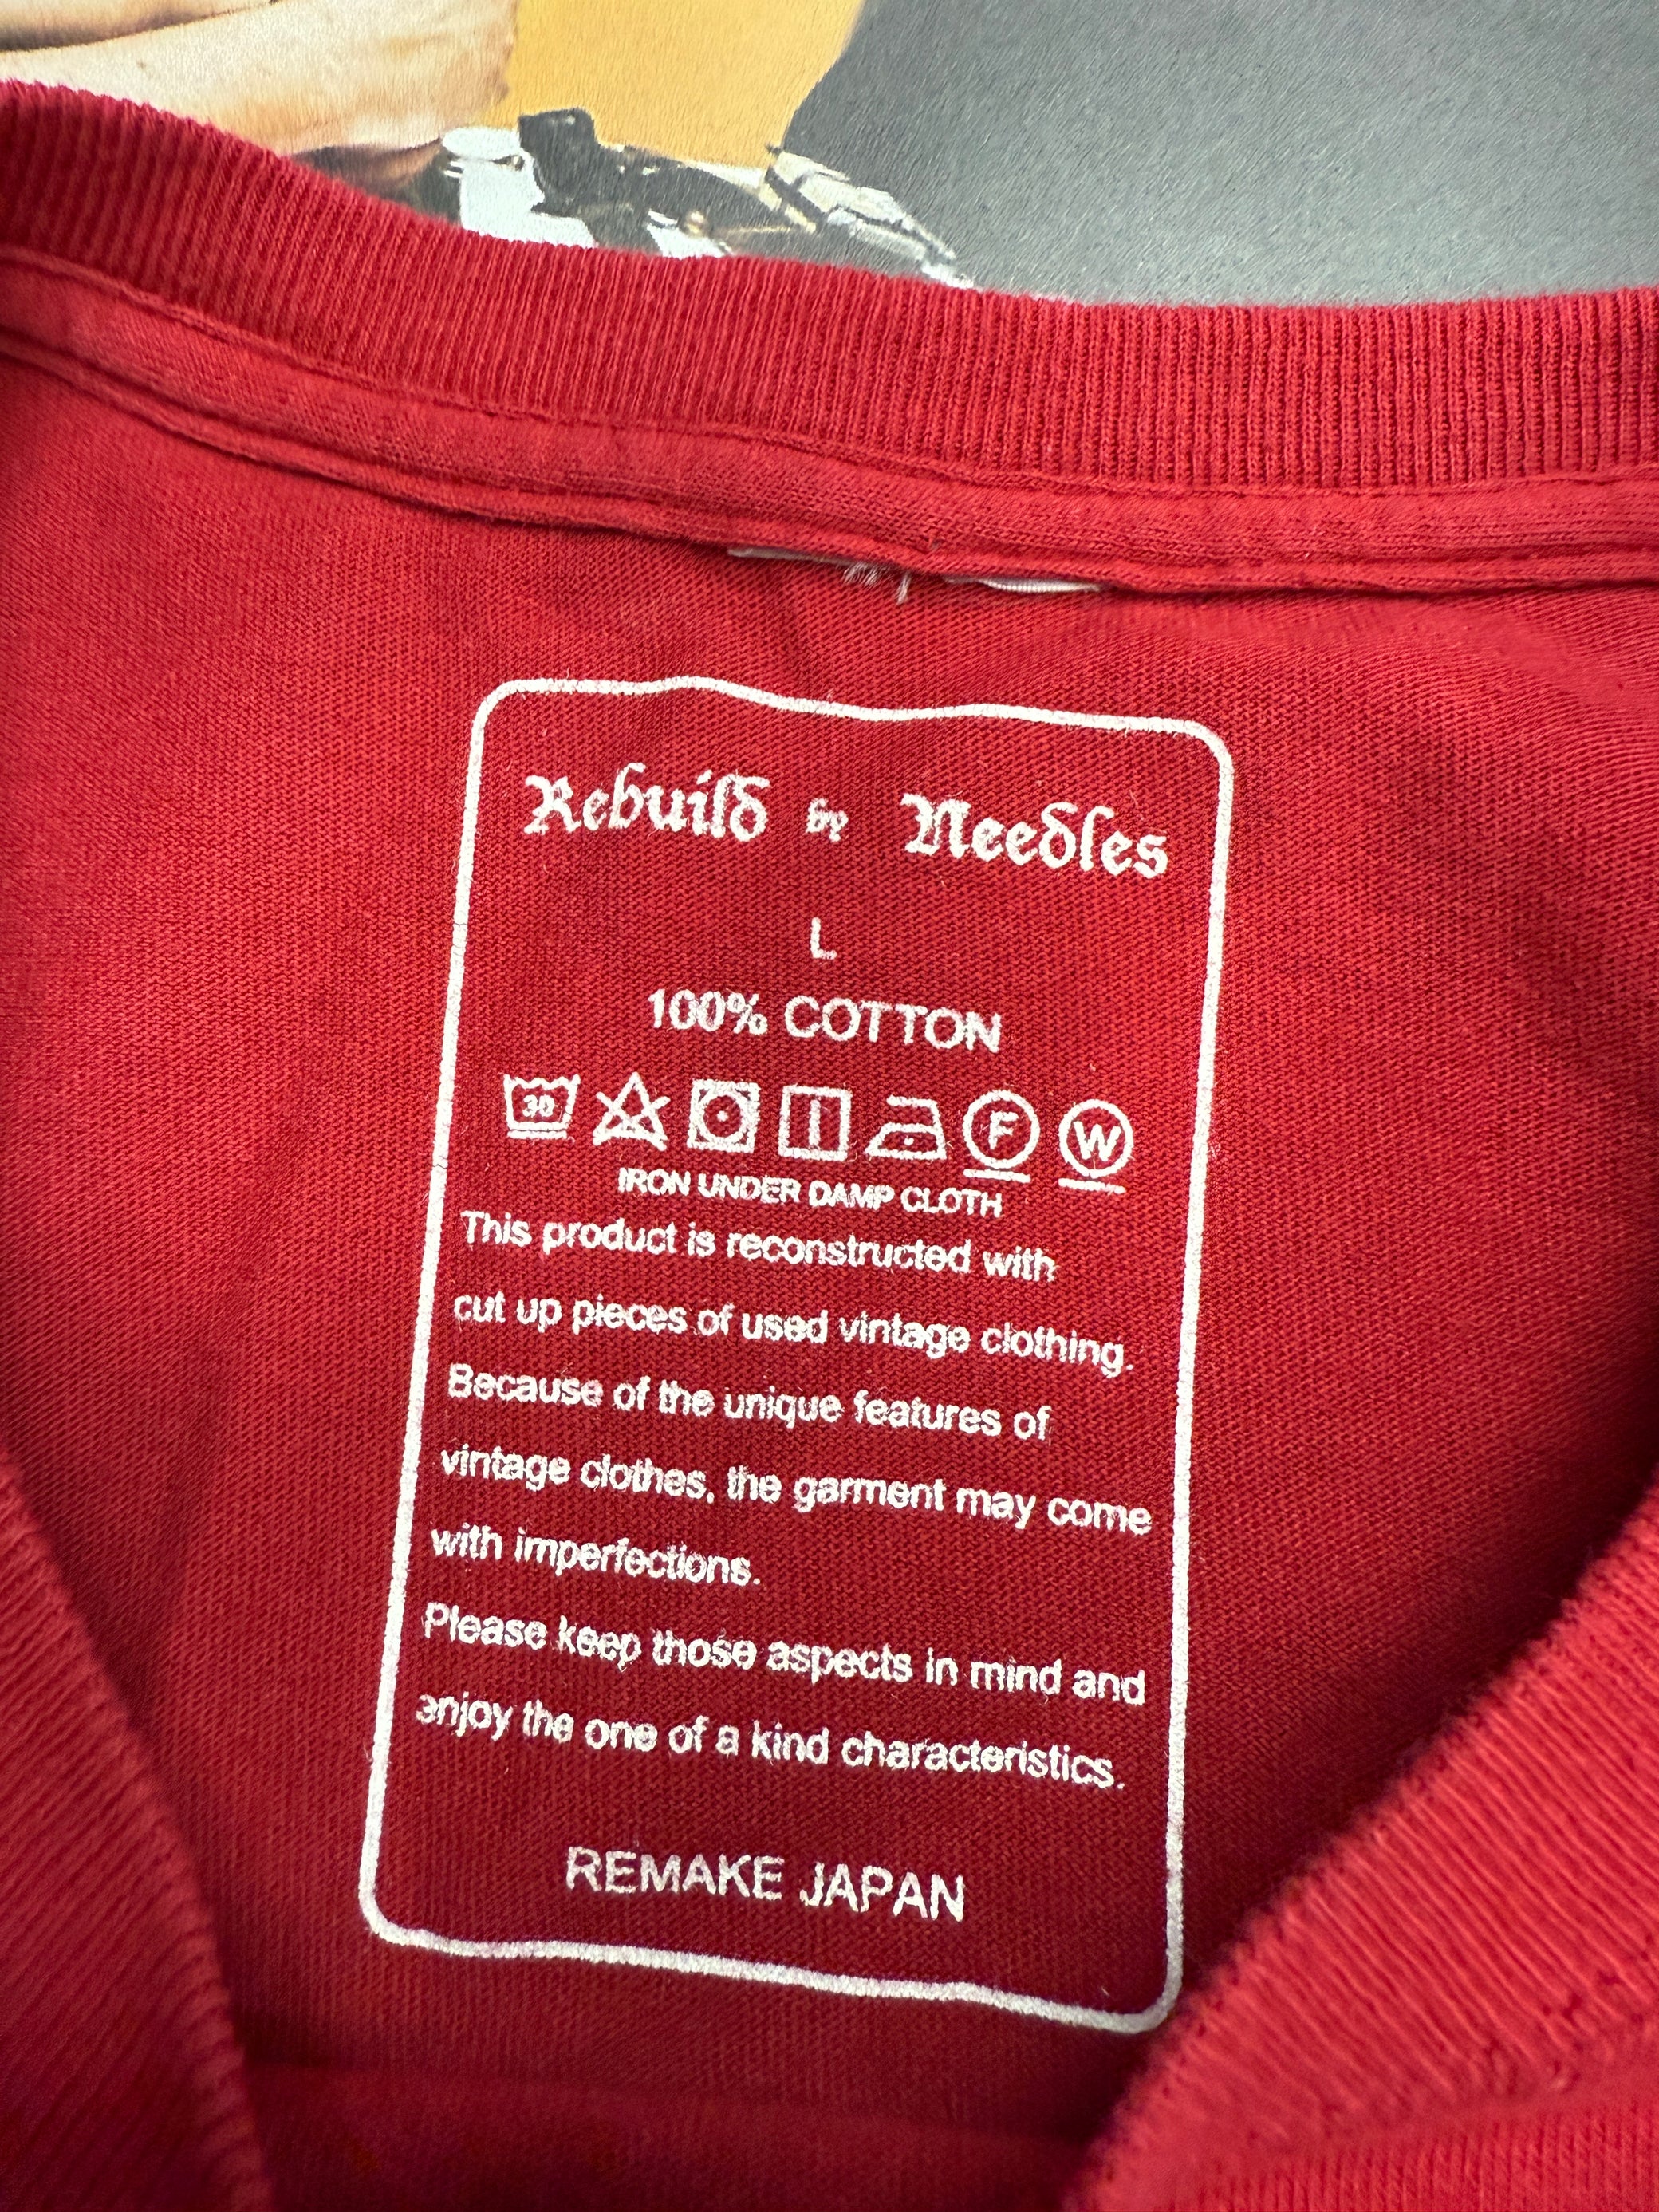 Rebuild by Needles
L
100% COTTON
30 F W
IRON UNDER DAMP CLOTH
This product is reconstructed with
cut up pieces of used vintage clothing.
Because of the unique features of
vintage clothes, the garment may come
with imperfections.
Please keep those aspects in mind and
enjoy the one of a kind characteristics.
REMAKE JAPAN